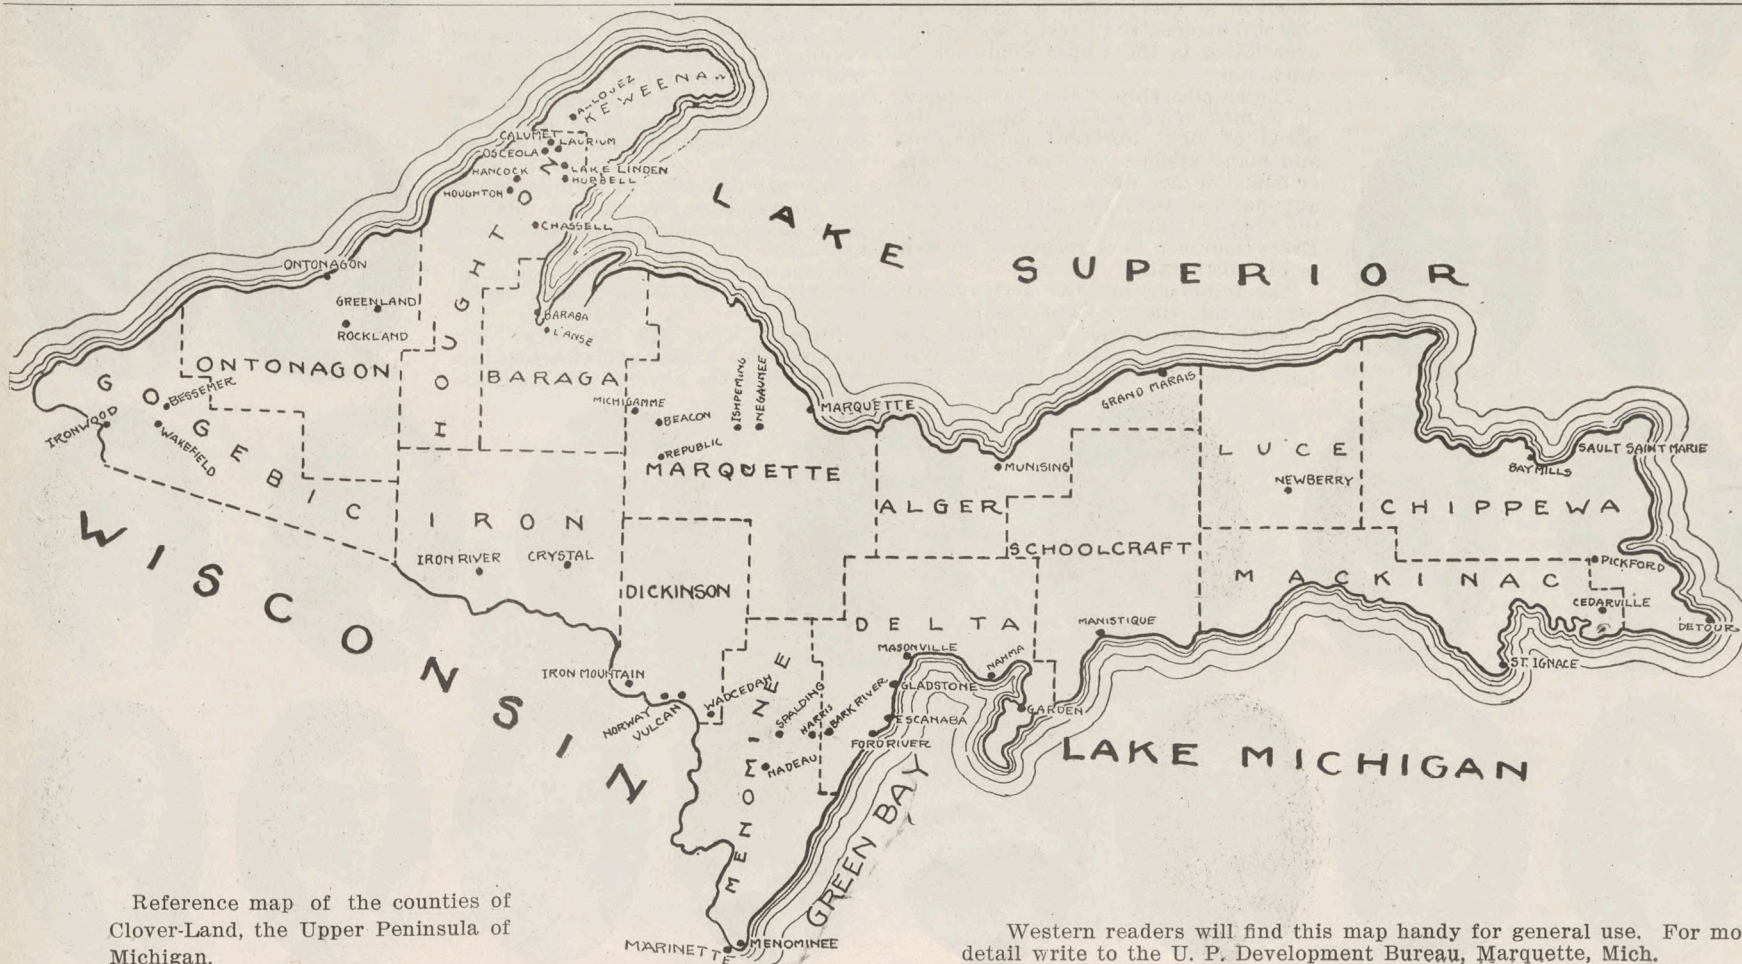 KEWEENAW
ALLOUEZ
CALUMET
LAURIUM
OSCEOLA
LAKE LINDEN
HANCOCK
HUBBELL
HOUGHTON
CHASSELL
HOUGHTON
LAKE SUPERIOR
ONTONAGON
GREENLAND
ROCKLAND
ONTONAGON
BARABA
L'ANSE
BARAGA
GOGEBIC
BESSEMER
IRONWOOD
WAKEFIELD
MICHIGAMME
BEACON
REPUBLIC
ISHPEMING
NEGAUNEE
MARQUETTE
MARQUETTE
GRAND MARAIS
MUNISING
ALGER
LUCE
NEWBERRY
SAULT SAINT MARIE
BAY MILLS
CHIPPEWA
IRON
IRON RIVER
CRYSTAL
DICKINSON
SCHOOLCRAFT
MACKINAC
PICKFORD
CEDARVILLE
DETOUR
ST. IGNACE
DELTA
MANISTIQUE
MASONVILLE
NAHMA
GLADSTONE
GARDEN
ESCANABA
FORD RIVER
BARK RIVER
HARRIS
SPALDING
NADEAU
WADCEDAH
IRON MOUNTAIN
NORWAY
VULCAN
MENOMINEE
WISCONSIN
LAKE MICHIGAN
GREEN BAY
MARINETTE
MENOMINEE
Reference map of the counties of
Clover-Land, the Upper Peninsula of
Michigan.
Western readers will find this map handy for general use. For mo
detail write to the U. P. Development Bureau, Marquette, Mich.